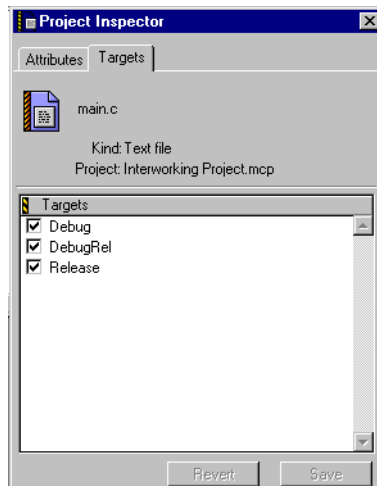 Project Inspector
Attributes Targets
main.c
Kind: Text file
Project: Interworking Project.mcp
Targets
Debug
DebugRel
Release
Revert Save